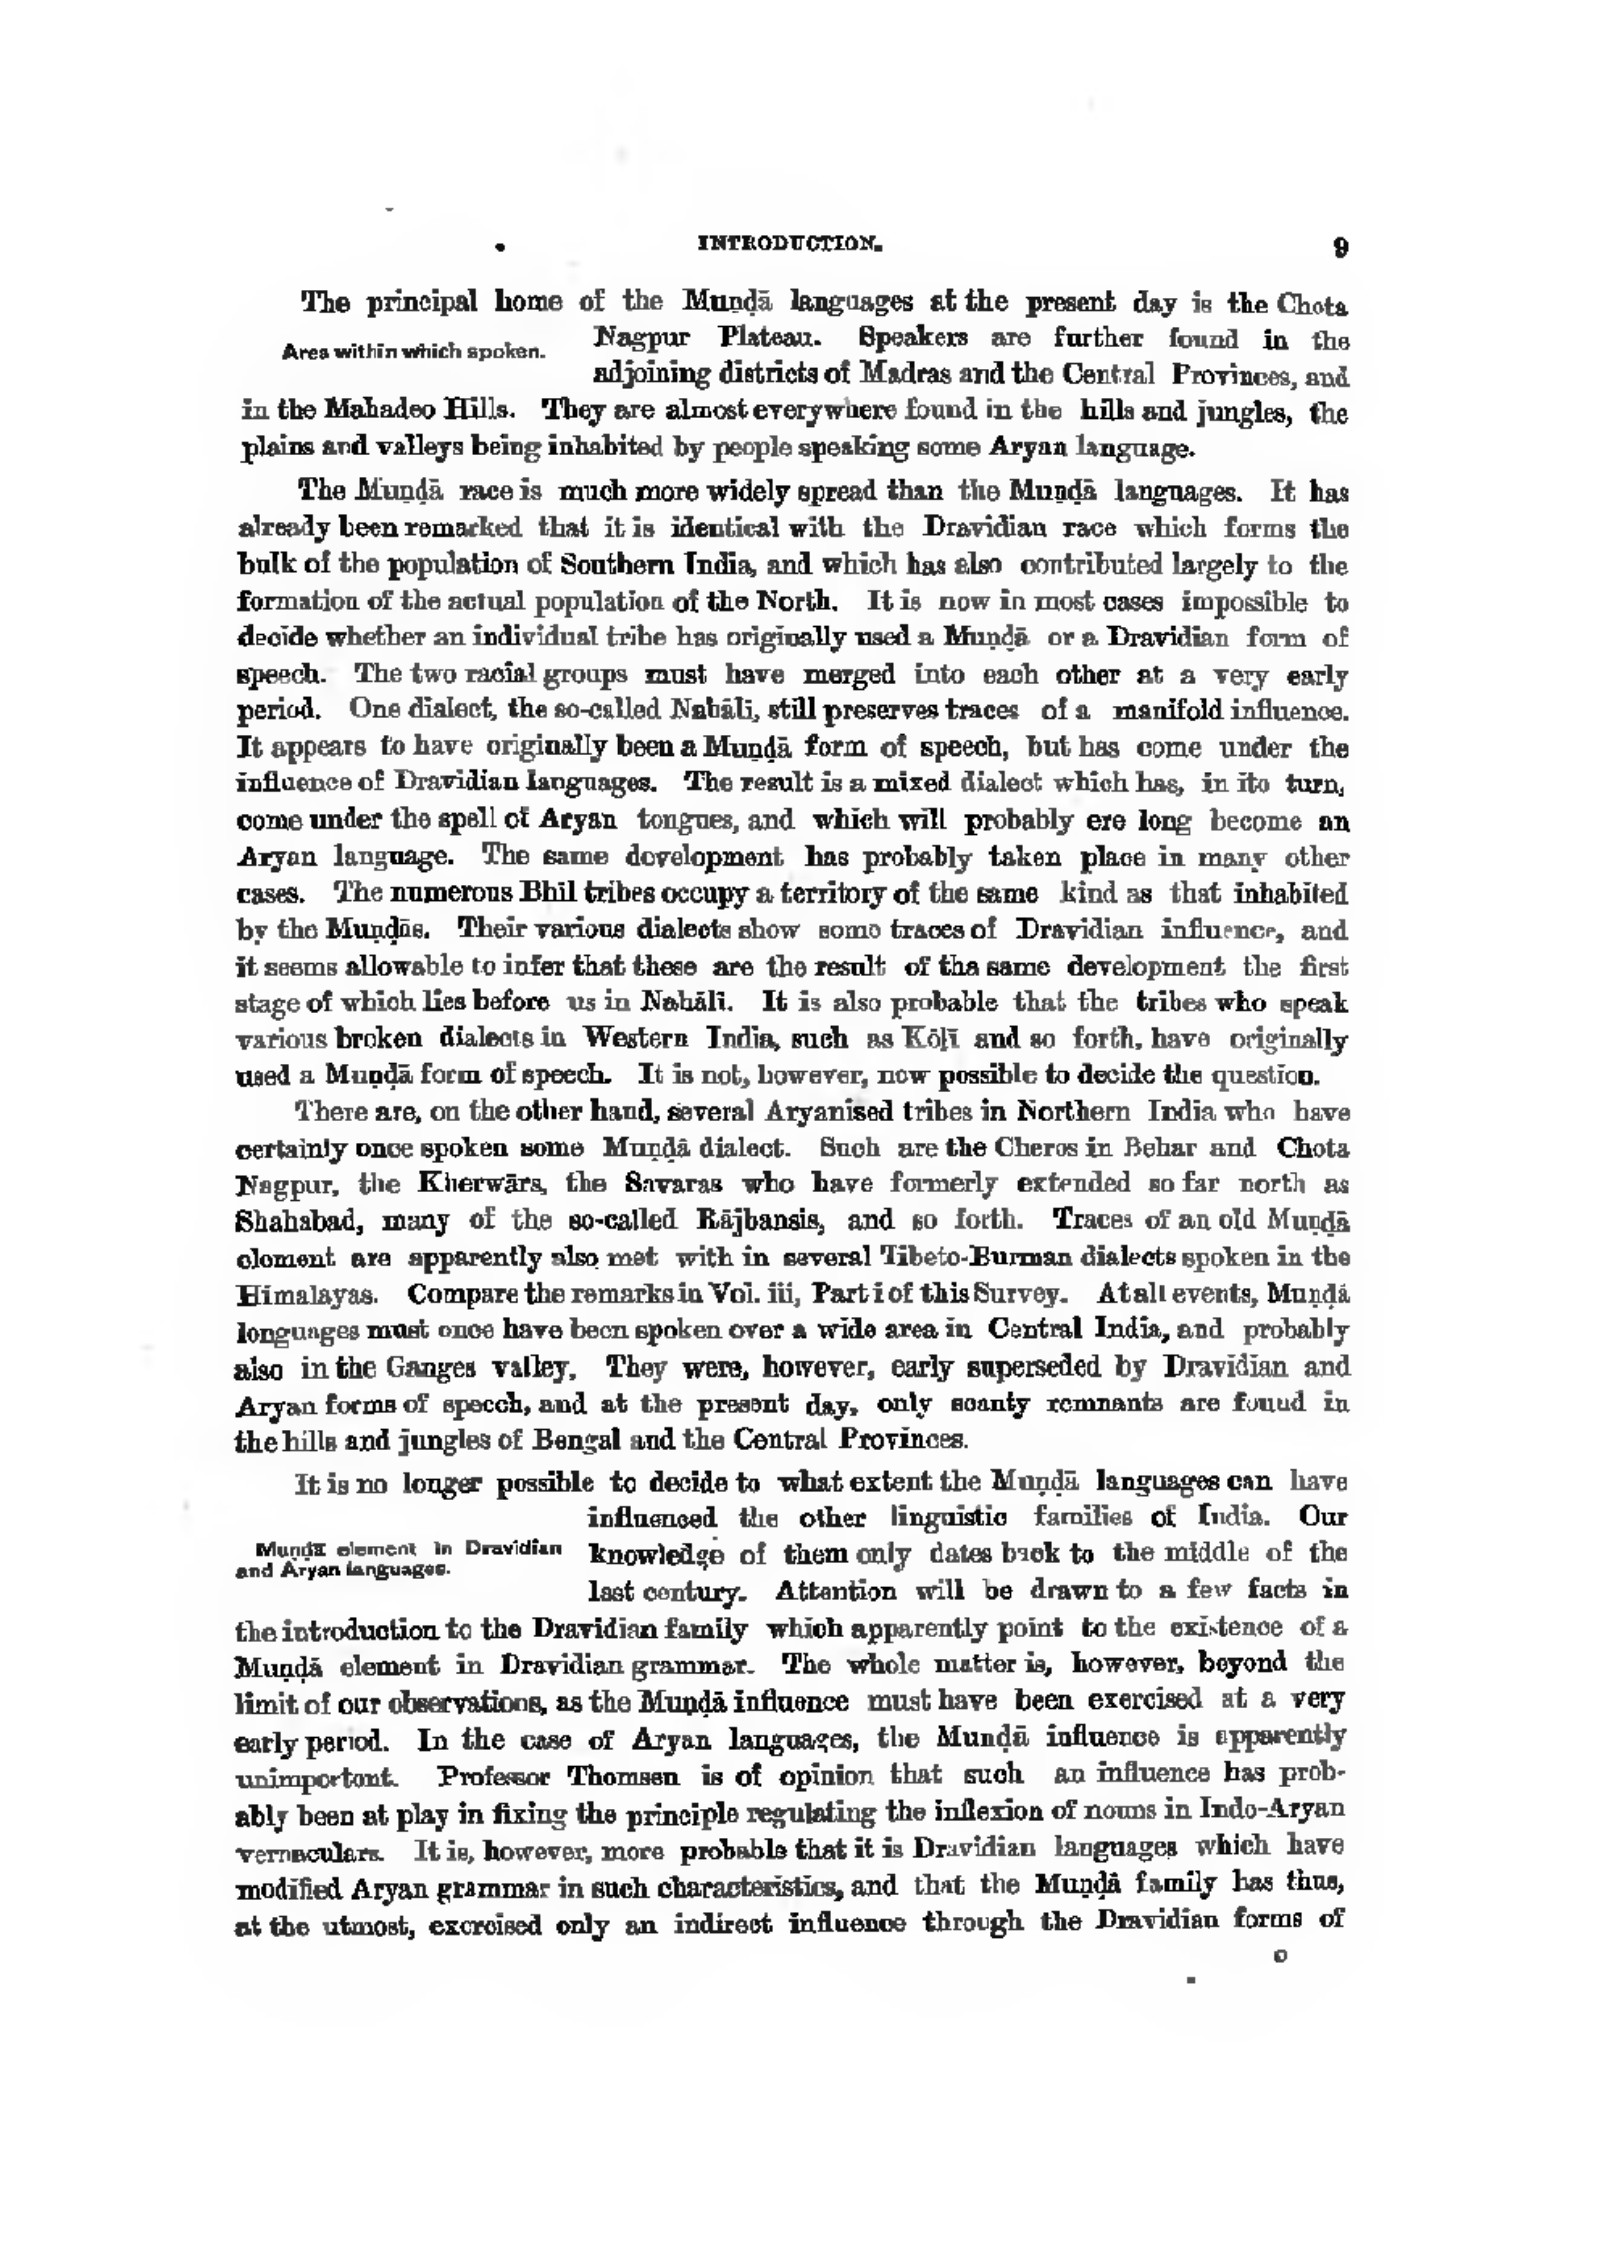 INTRODUCTION. 9
The principal home of the Muṇḍā languages at the present day is the Chota
Area within which spoken.
Nagpur Plateau. Speakers are further found in the
adjoining districts of Madras and the Central Provinces, and
in the Mahadeo Hills. They are almost everywhere found in the hills and jungles, the
plains and valleys being inhabited by people speaking some Aryan language.
The Muṇḍā race is much more widely spread than the Muṇḍā languages. It has
already been remarked that it is identical with the Dravidian race which forms the
bulk of the population of Southern India, and which has also contributed largely to the
formation of the actual population of the North. It is now in most cases impossible to
decide whether an individual tribe has originally used a Muṇḍā or a Dravidian form of
speech. The two racial groups must have merged into each other at a very early
period. One dialect, the so-called Nahālī, still preserves traces of a manifold influence.
It appears to have originally been a Muṇḍā form of speech, but has come under the
influence of Dravidian languages. The result is a mixed dialect which has, in its turn,
come under the spell of Aryan tongues, and which will probably ere long become an
Aryan language. The same development has probably taken place in many other
cases. The numerous Bhil tribes occupy a territory of the same kind as that inhabited
by the Muṇḍās. Their various dialects show some traces of Dravidian influence, and
it seems allowable to infer that these are the result of tha same development the first
stage of which lies before us in Nahālī. It is also probable that the tribes who speak
various broken dialects in Western India, such as Kōḷī and so forth, have originally
used a Muṇḍā form of speech. It is not, however, now possible to decide the question.
There are, on the other hand, several Aryanised tribes in Northern India who have
certainly once spoken some Muṇḍā dialect. Such are the Cheros in Behar and Chota
Nagpur, the Kherwārs, the Savaras who have formerly extended so far north as
Shahabad, many of the so-called Rājbansis, and so forth. Traces of an old Muṇḍā
element are apparently also met with in several Tibeto-Burman dialects spoken in the
Himalayas. Compare the remarks in Vol. iii, Part i of this Survey. At all events, Muṇḍā
languages must once have been spoken over a wide area in Central India, and probably
also in the Ganges valley. They were, however, early superseded by Dravidian and
Aryan forms of speech, and at the present day, only scanty remnants are found in
the hills and jungles of Bengal and the Central Provinces.
It is no longer possible to decide to what extent the Muṇḍā languages can have
influenced the other linguistic families of India. Our
Muṇḍā element in Dravidian
and Aryan languages.
knowledge of them only dates back to the middle of the
last century. Attention will be drawn to a few facts in
the introduction to the Dravidian family which apparently point to the existence of a
Muṇḍā element in Dravidian grammar. The whole matter is, however, beyond the
limit of our observations, as the Muṇḍā influence must have been exercised at a very
early period. In the case of Aryan languages, the Muṇḍā influence is apparently
unimportant. Professor Thomsen is of opinion that such an influence has prob-
ably been at play in fixing the principle regulating the inflexion of nouns in Indo-Aryan
vernaculars. It is, however, more probable that it is Dravidian languages which have
modified Aryan grammar in such characteristics, and that the Muṇḍā family has thus,
at the utmost, exercised only an indirect influence through the Dravidian forms of